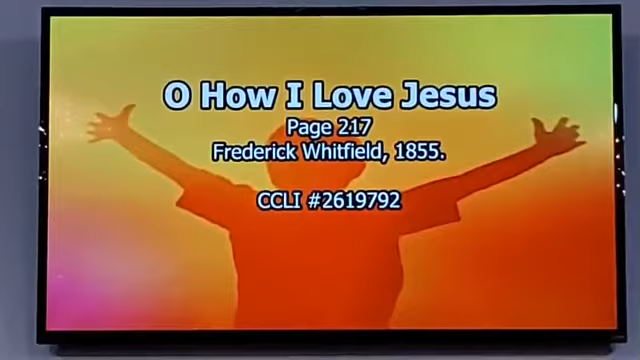 O How I Love Jesus
Page 217
Frederick Whitfield, 1855.
CCLI #2619792